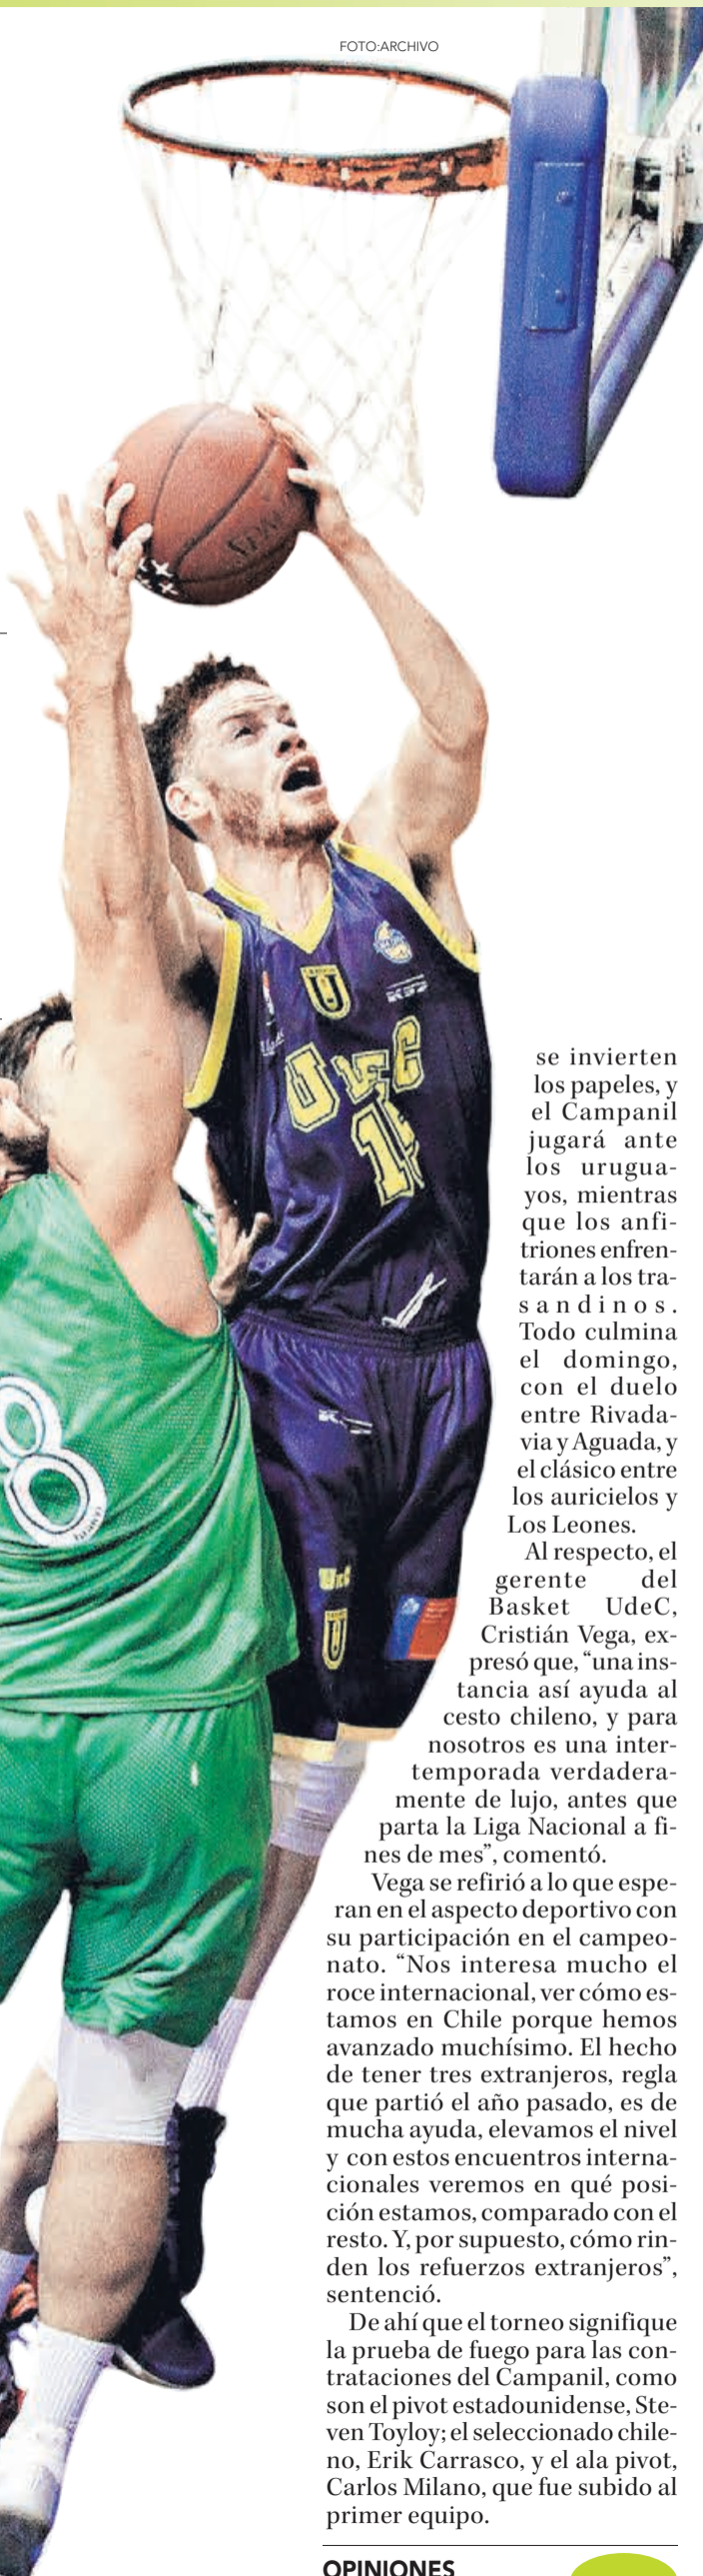 FOTO:ARCHIVO
UdeC
15
8
UdeC
se invierten
los papeles, y
el Campanil
jugará ante
los urugua-
yos, mientras
que los anfi-
triones enfren-
tarán a los tra-
sandinos.
Todo culmina
el domingo,
con el duelo
entre Rivada-
via y Aguada, y
el clásico entre
los auricielos y
Los Leones.
Al respecto, el
gerente del
Basket UdeC,
Cristián Vega, ex-
presó que, “una ins-
tancia así ayuda al
cesto chileno, y para
nosotros es una inter-
temporada verdadera-
mente de lujo, antes que
parta la Liga Nacional a fi-
nes de mes”, comentó.
Vega se refirió a lo que espe-
ran en el aspecto deportivo con
su participación en el campeo-
nato. “Nos interesa mucho el
roce internacional, ver cómo es-
tamos en Chile porque hemos
avanzado muchísimo. El hecho
de tener tres extranjeros, regla
que partió el año pasado, es de
mucha ayuda, elevamos el nivel
y con estos encuentros interna-
cionales veremos en qué posi-
ción estamos, comparado con el
resto. Y, por supuesto, cómo rin-
den los refuerzos extranjeros”,
sentenció.
De ahí que el torneo signifique
la prueba de fuego para las con-
trataciones del Campanil, como
son el pivot estadounidense, Ste-
ven Toyloy; el seleccionado chile-
no, Erik Carrasco, y el ala pivot,
Carlos Milano, que fue subido al
primer equipo.
OPINIONES